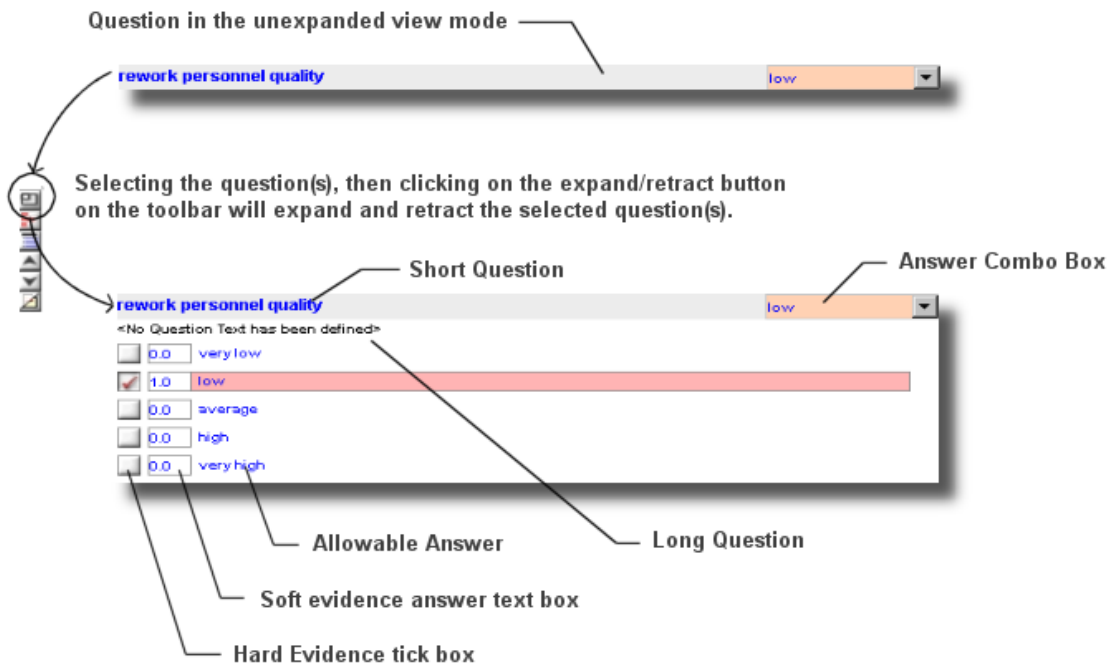 Question in the unexpanded view mode
rework personnel quality low
Selecting the question(s), then clicking on the expand/retract button
on the toolbar will expand and retract the selected question(s).
Short Question
Answer Combo Box
rework personnel quality low
<No Question Text has been defined>
0.0 very low
1.0 low
0.0 average
0.0 high
0.0 very high
Allowable Answer
Long Question
Soft evidence answer text box
Hard Evidence tick box